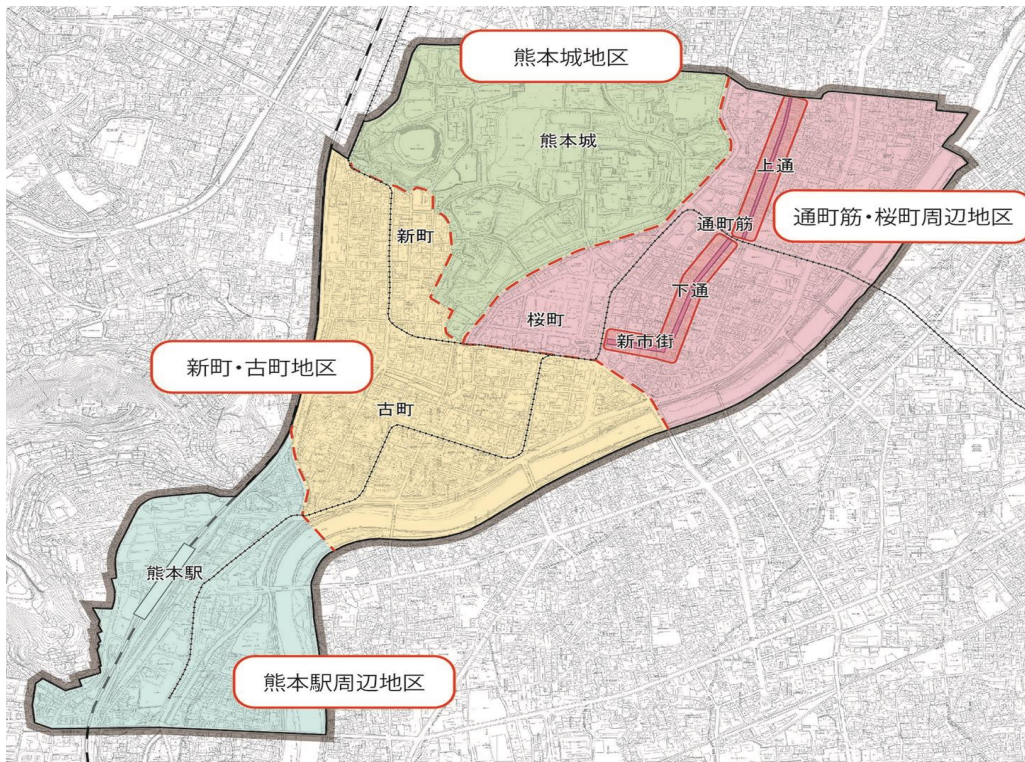 熊本城地区
熊本城
上通
通町筋・桜町周辺地区
通町筋
新町
下通
桜町
新市街
新町・古町地区
古町
熊本駅
熊本駅周辺地区